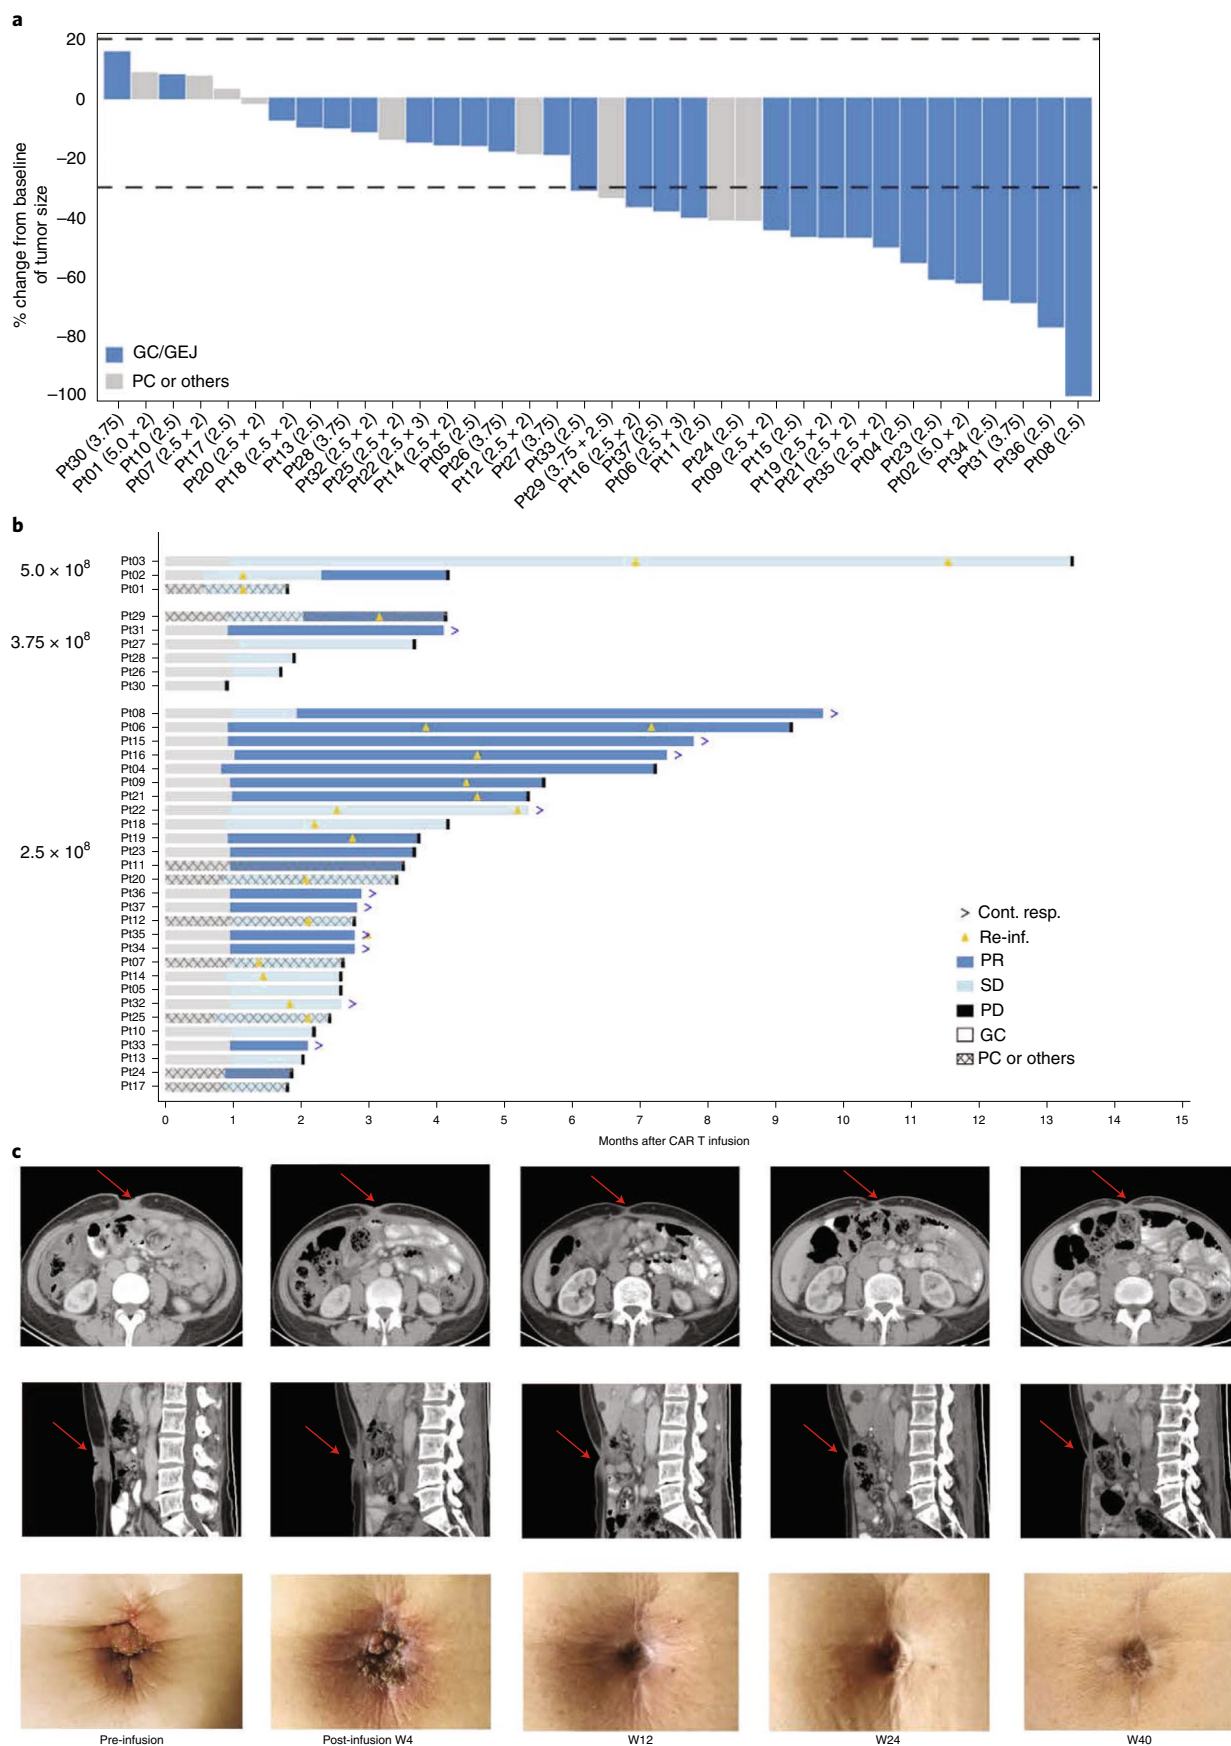 a
20
0
–20
–40
–60
–80
–100
% change from baseline
of tumor size
GC/GEJ
PC or others
Pt30 (3.75)
Pt01 (5.0 × 2)
Pt10 (2.5)
Pt07 (2.5 × 2)
Pt17 (2.5)
Pt20 (2.5 × 2)
Pt18 (2.5 × 2)
Pt13 (2.5)
Pt28 (3.75)
Pt32 (2.5 × 2)
Pt25 (2.5 × 2)
Pt22 (2.5 × 3)
Pt14 (2.5 × 2)
Pt05 (2.5)
Pt26 (3.75)
Pt12 (2.5 × 2)
Pt27 (3.75)
Pt33 (2.5)
Pt29 (3.75 + 2.5)
Pt16 (2.5 × 2)
Pt37 (2.5)
Pt06 (2.5 × 3)
Pt11 (2.5)
Pt24 (2.5)
Pt09 (2.5 × 2)
Pt15 (2.5)
Pt19 (2.5 × 2)
Pt21 (2.5 × 2)
Pt35 (2.5 × 2)
Pt04 (2.5)
Pt23 (2.5)
Pt02 (5.0 × 2)
Pt34 (2.5)
Pt31 (3.75)
Pt36 (2.5)
Pt08 (2.5)
b
5.0 × 10⁸
Pt03
Pt02
Pt01
3.75 × 10⁸
Pt29
Pt31
Pt27
Pt28
Pt26
Pt30
2.5 × 10⁸
Pt08
Pt06
Pt15
Pt16
Pt04
Pt09
Pt21
Pt22
Pt18
Pt19
Pt23
Pt11
Pt20
Pt36
Pt37
Pt12
Pt35
Pt34
Pt07
Pt14
Pt05
Pt32
Pt25
Pt10
Pt33
Pt13
Pt24
Pt17
Cont. resp.
Re-inf.
PR
SD
PD
GC
PC or others
0 1 2 3 4 5 6 7 8 9 10 11 12 13 14 15
Months after CAR T infusion
c
Pre-infusion
Post-infusion W4
W12
W24
W40